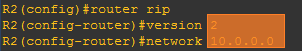 R2(config)#router rip
R2(config-router)#version 2
R2(config-router)#network 10.0.0.0